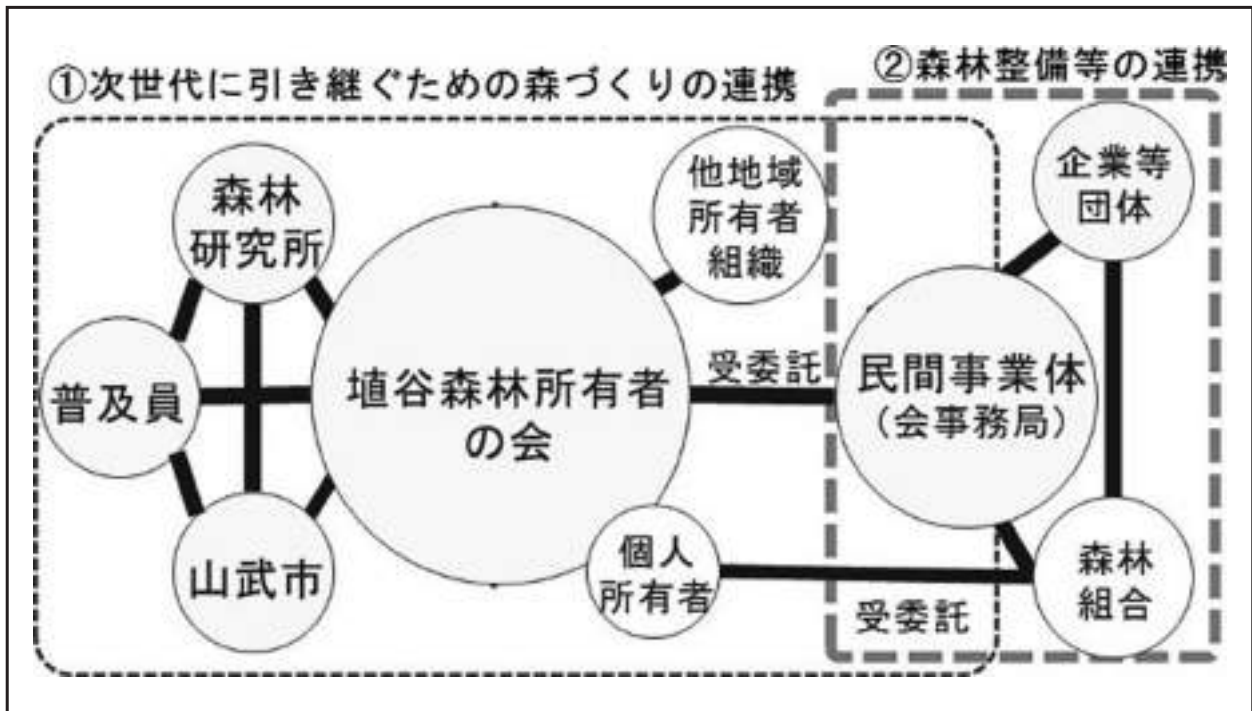 ①次世代に引き継ぐための森づくりの連携
②森林整備等の連携
森林
研究所
他地域
所有者
組織
企業等
団体
普及員
埴谷森林所有者
の会
受委託
民間事業体
（会事務局）
山武市
個人
所有者
受委託
森林
組合